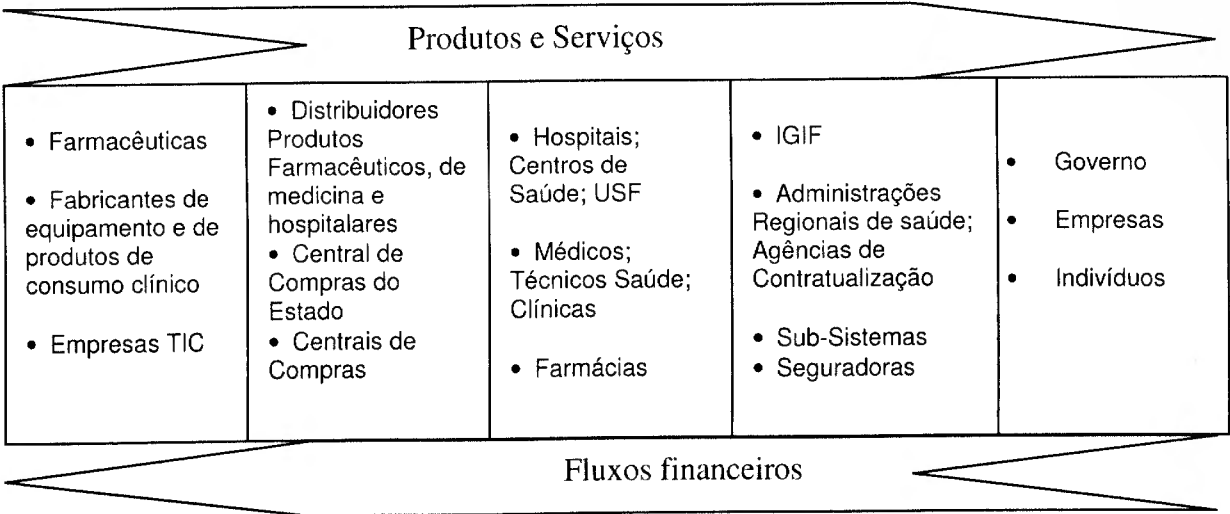 Produtos e Serviços
• Farmacêuticas
• Fabricantes de
equipamento e de
produtos de
consumo clínico
• Empresas TIC
• Distribuidores
Produtos
Farmacêuticos, de
medicina e
hospitalares
• Central de
Compras do
Estado
• Centrais de
Compras
• Hospitais;
Centros de
Saúde; USF
• Médicos;
Técnicos Saúde;
Clínicas
• Farmácias
• IGIF
• Administrações
Regionais de saúde;
Agências de
Contratualização
• Sub-Sistemas
• Seguradoras
• Governo
• Empresas
• Indivíduos
Fluxos financeiros